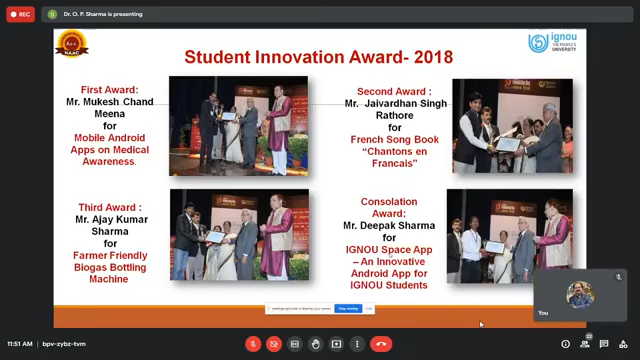 REC
D
Dr. O. P. Sharma is presenting
A++
NAAC
ignou
THE PEOPLE'S
UNIVERSITY
Student Innovation Award- 2018
First Award:
Mr. Mukesh Chand
Meena
for
Mobile Android
Apps on Medical
Awareness.
Second Award :
Mr. Jaivardhan Singh
Rathore
for
French Song Book
“Chantons en
Francais”
Third Award :
Mr. Ajay Kumar
Sharma
for
Farmer Friendly
Biogas Bottling
Machine
Consolation
Award:
Mr. Deepak Sharma
for
IGNOU Space App
– An Innovative
Android App for
IGNOU Students
Stop sharing
You
11:51 AM
bpv-zybz-tvm
22